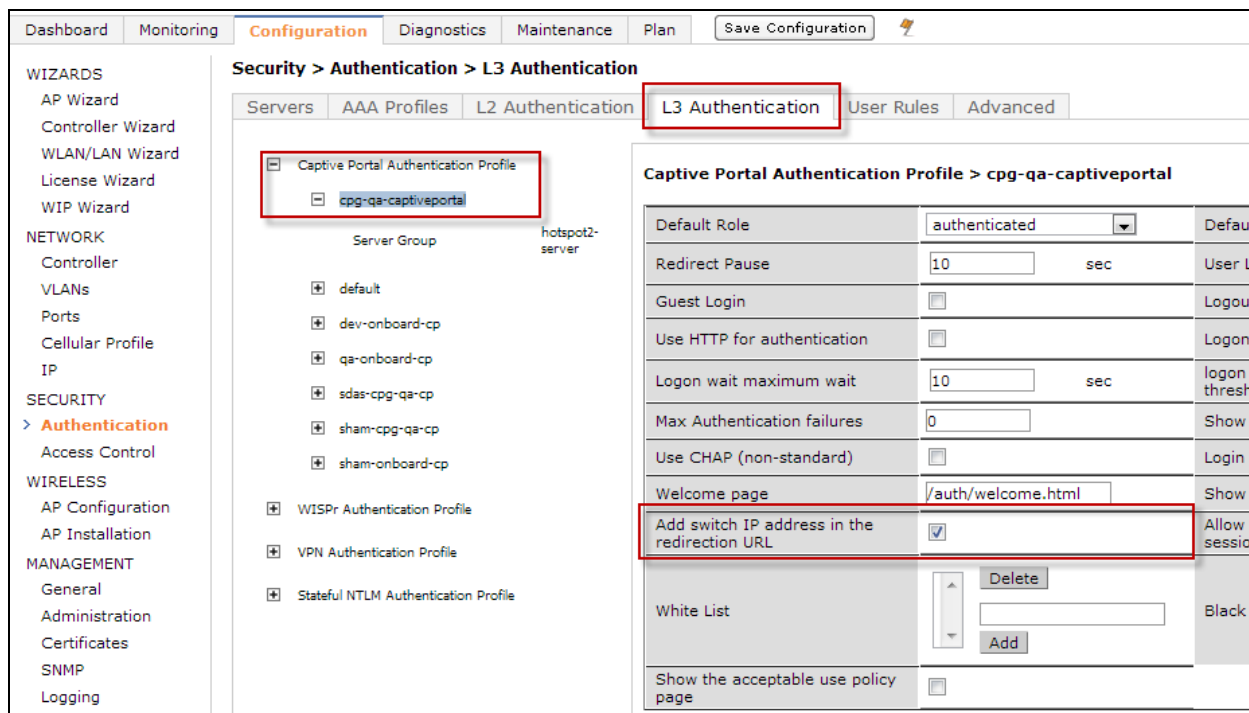 Dashboard Monitoring Configuration Diagnostics Maintenance Plan Save Configuration
WIZARDS
AP Wizard
Controller Wizard
WLAN/LAN Wizard
License Wizard
WIP Wizard
NETWORK
Controller
VLANs
Ports
Cellular Profile
IP
SECURITY
> Authentication
Access Control
WIRELESS
AP Configuration
AP Installation
MANAGEMENT
General
Administration
Certificates
SNMP
Logging
Security > Authentication > L3 Authentication
Servers AAA Profiles L2 Authentication L3 Authentication User Rules Advanced
Captive Portal Authentication Profile
cpg-qa-captiveportal
Server Group hotspot2-
server
default
dev-onboard-cp
qa-onboard-cp
sdas-cpg-qa-cp
sham-cpg-qa-cp
sham-onboard-cp
WISPr Authentication Profile
VPN Authentication Profile
Stateful NTLM Authentication Profile
Captive Portal Authentication Profile > cpg-qa-captiveportal
Default Role authenticated Defau
Redirect Pause 10 sec User L
Guest Login Logou
Use HTTP for authentication Logon
Logon wait maximum wait 10 sec logon
thresh
Max Authentication failures 0 Show
Use CHAP (non-standard) Login
Welcome page /auth/welcome.html Show
Add switch IP address in the Allow
redirection URL sessio
Delete
White List Black
Add
Show the acceptable use policy
page